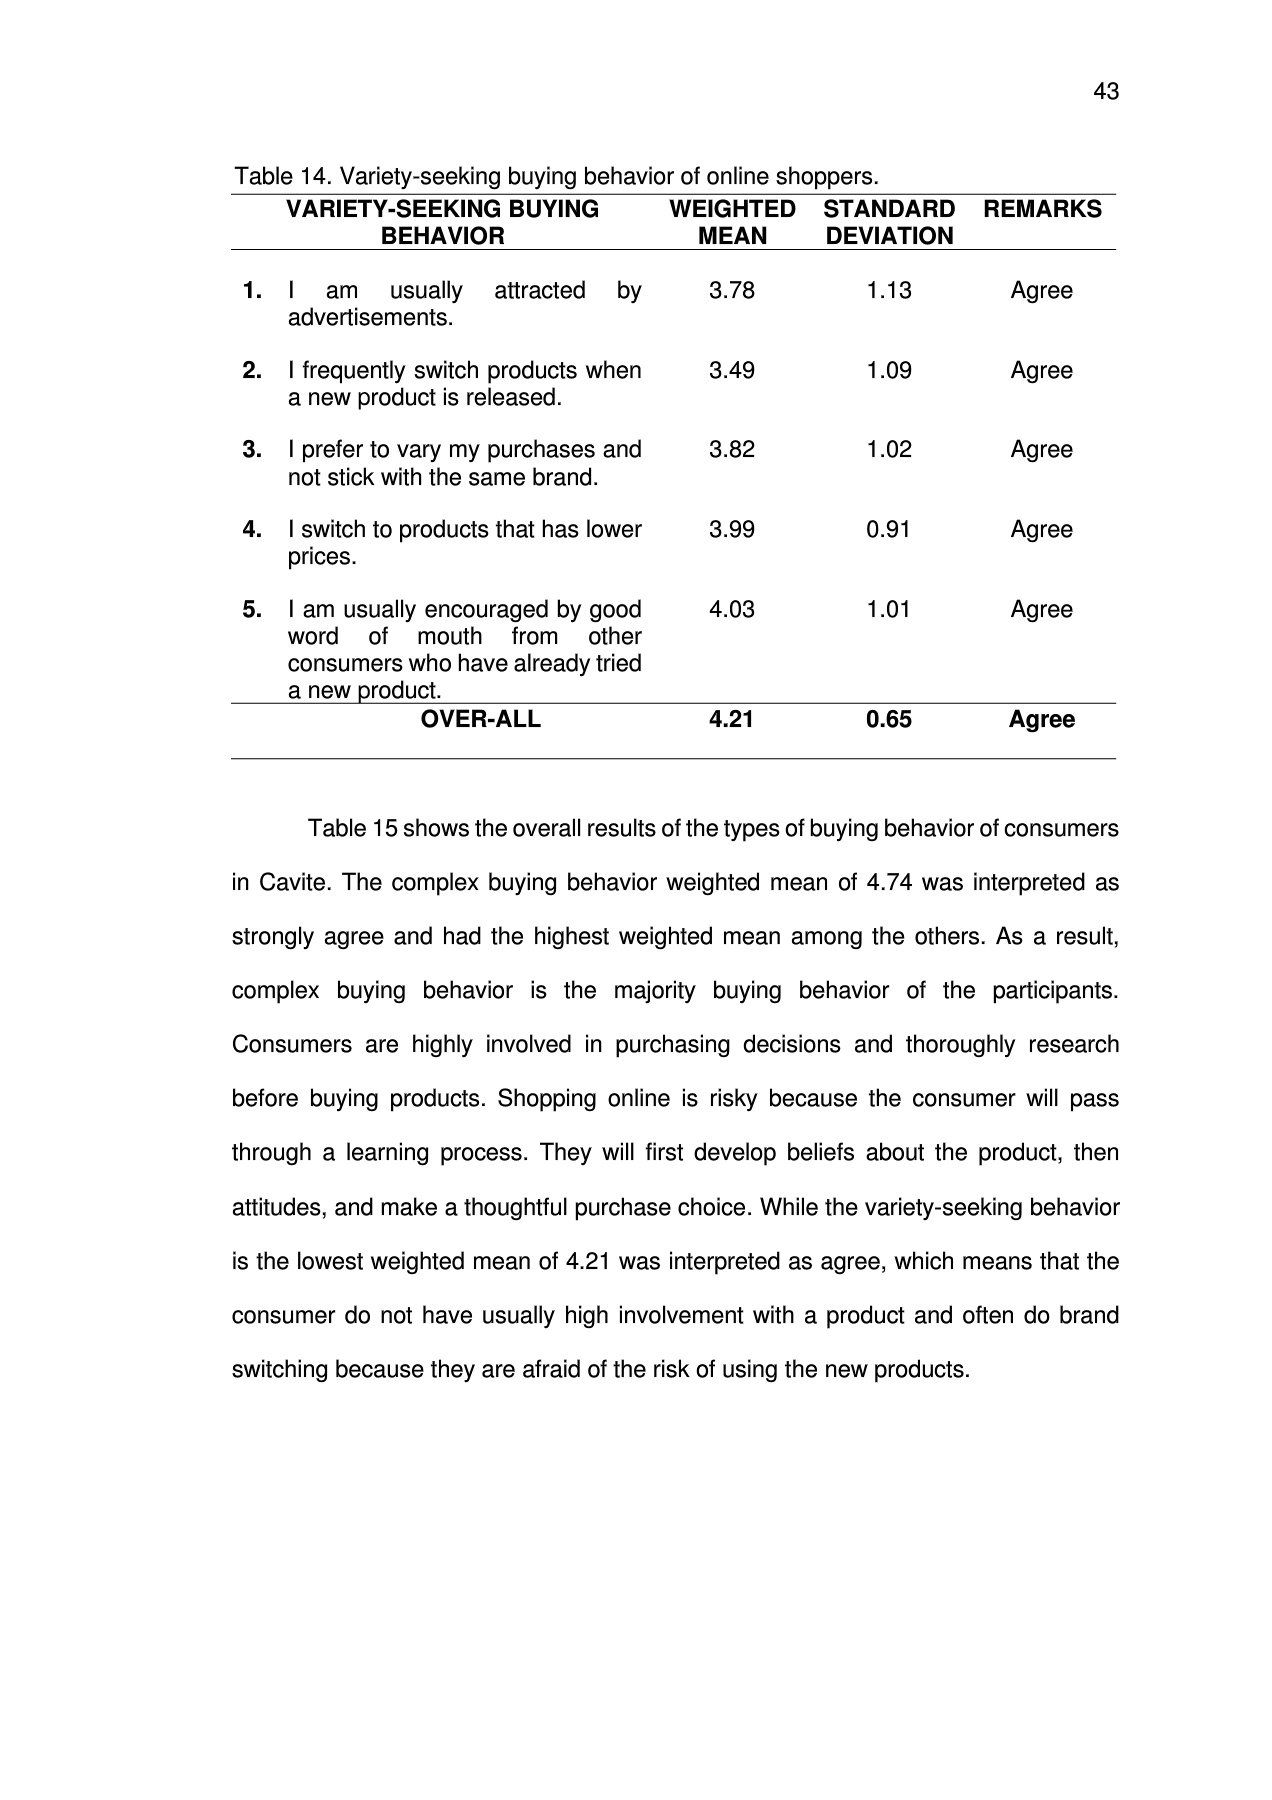 43
Table 14. Variety-seeking buying behavior of online shoppers.
VARIETY-SEEKING BUYING WEIGHTED STANDARD REMARKS
BEHAVIOR MEAN DEVIATION
1. I am usually attracted by 3.78 1.13 Agree
advertisements.
2. I frequently switch products when 3.49 1.09 Agree
a new product is released.
3. I prefer to vary my purchases and 3.82 1.02 Agree
not stick with the same brand.
4. I switch to products that has lower 3.99 0.91 Agree
prices.
5. I am usually encouraged by good 4.03 1.01 Agree
word of mouth from other
consumers who have already tried
a new product.
OVER-ALL 4.21 0.65 Agree
Table 15 shows the overall results of the types of buying behavior of consumers
in Cavite. The complex buying behavior weighted mean of 4.74 was interpreted as
strongly agree and had the highest weighted mean among the others. As a result,
complex buying behavior is the majority buying behavior of the participants.
Consumers are highly involved in purchasing decisions and thoroughly research
before buying products. Shopping online is risky because the consumer will pass
through a learning process. They will first develop beliefs about the product, then
attitudes, and make a thoughtful purchase choice. While the variety-seeking behavior
is the lowest weighted mean of 4.21 was interpreted as agree, which means that the
consumer do not have usually high involvement with a product and often do brand
switching because they are afraid of the risk of using the new products.